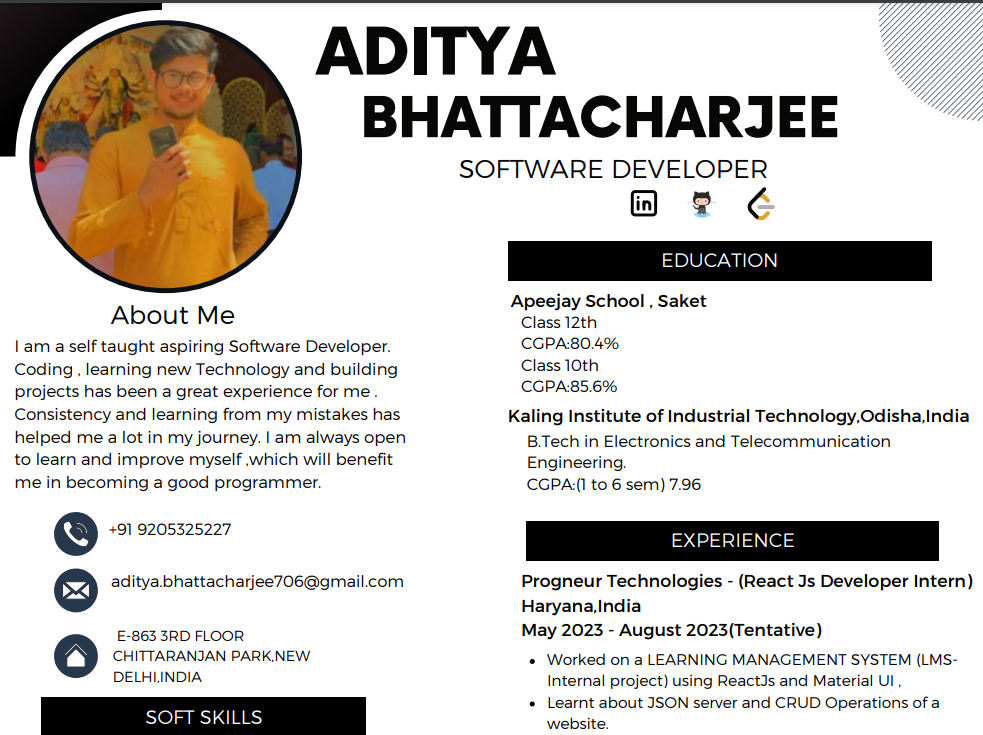 ADITYA
BHATTACHARJEE
SOFTWARE DEVELOPER
in
About Me
I am a self taught aspiring Software Developer.
Coding , learning new Technology and building
projects has been a great experience for me .
Consistency and learning from my mistakes has
helped me a lot in my journey. I am always open
to learn and improve myself ,which will benefit
me in becoming a good programmer.
+91 9205325227
aditya.bhattacharjee706@gmail.com
E-863 3RD FLOOR
CHITTARANJAN PARK,NEW
DELHI,INDIA
SOFT SKILLS
EDUCATION
Apeejay School , Saket
Class 12th
CGPA:80.4%
Class 10th
CGPA:85.6%
Kaling Institute of Industrial Technology,Odisha,India
B.Tech in Electronics and Telecommunication
Engineering.
CGPA:(1 to 6 sem) 7.96
EXPERIENCE
Progneur Technologies - (React Js Developer Intern)
Haryana,India
May 2023 - August 2023(Tentative)
• Worked on a LEARNING MANAGEMENT SYSTEM (LMS-
Internal project) using ReactJs and Material UI ,
• Learnt about JSON server and CRUD Operations of a
website.